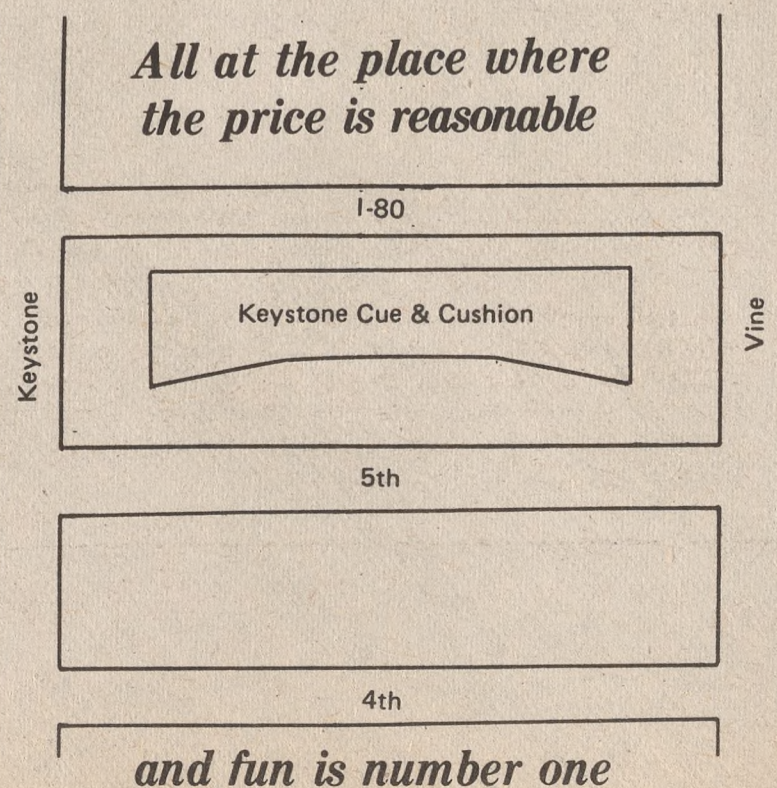 All at the place where
the price is reasonable
I-80
Keystone Cue & Cushion
Keystone
Vine
5th
4th
and fun is number one